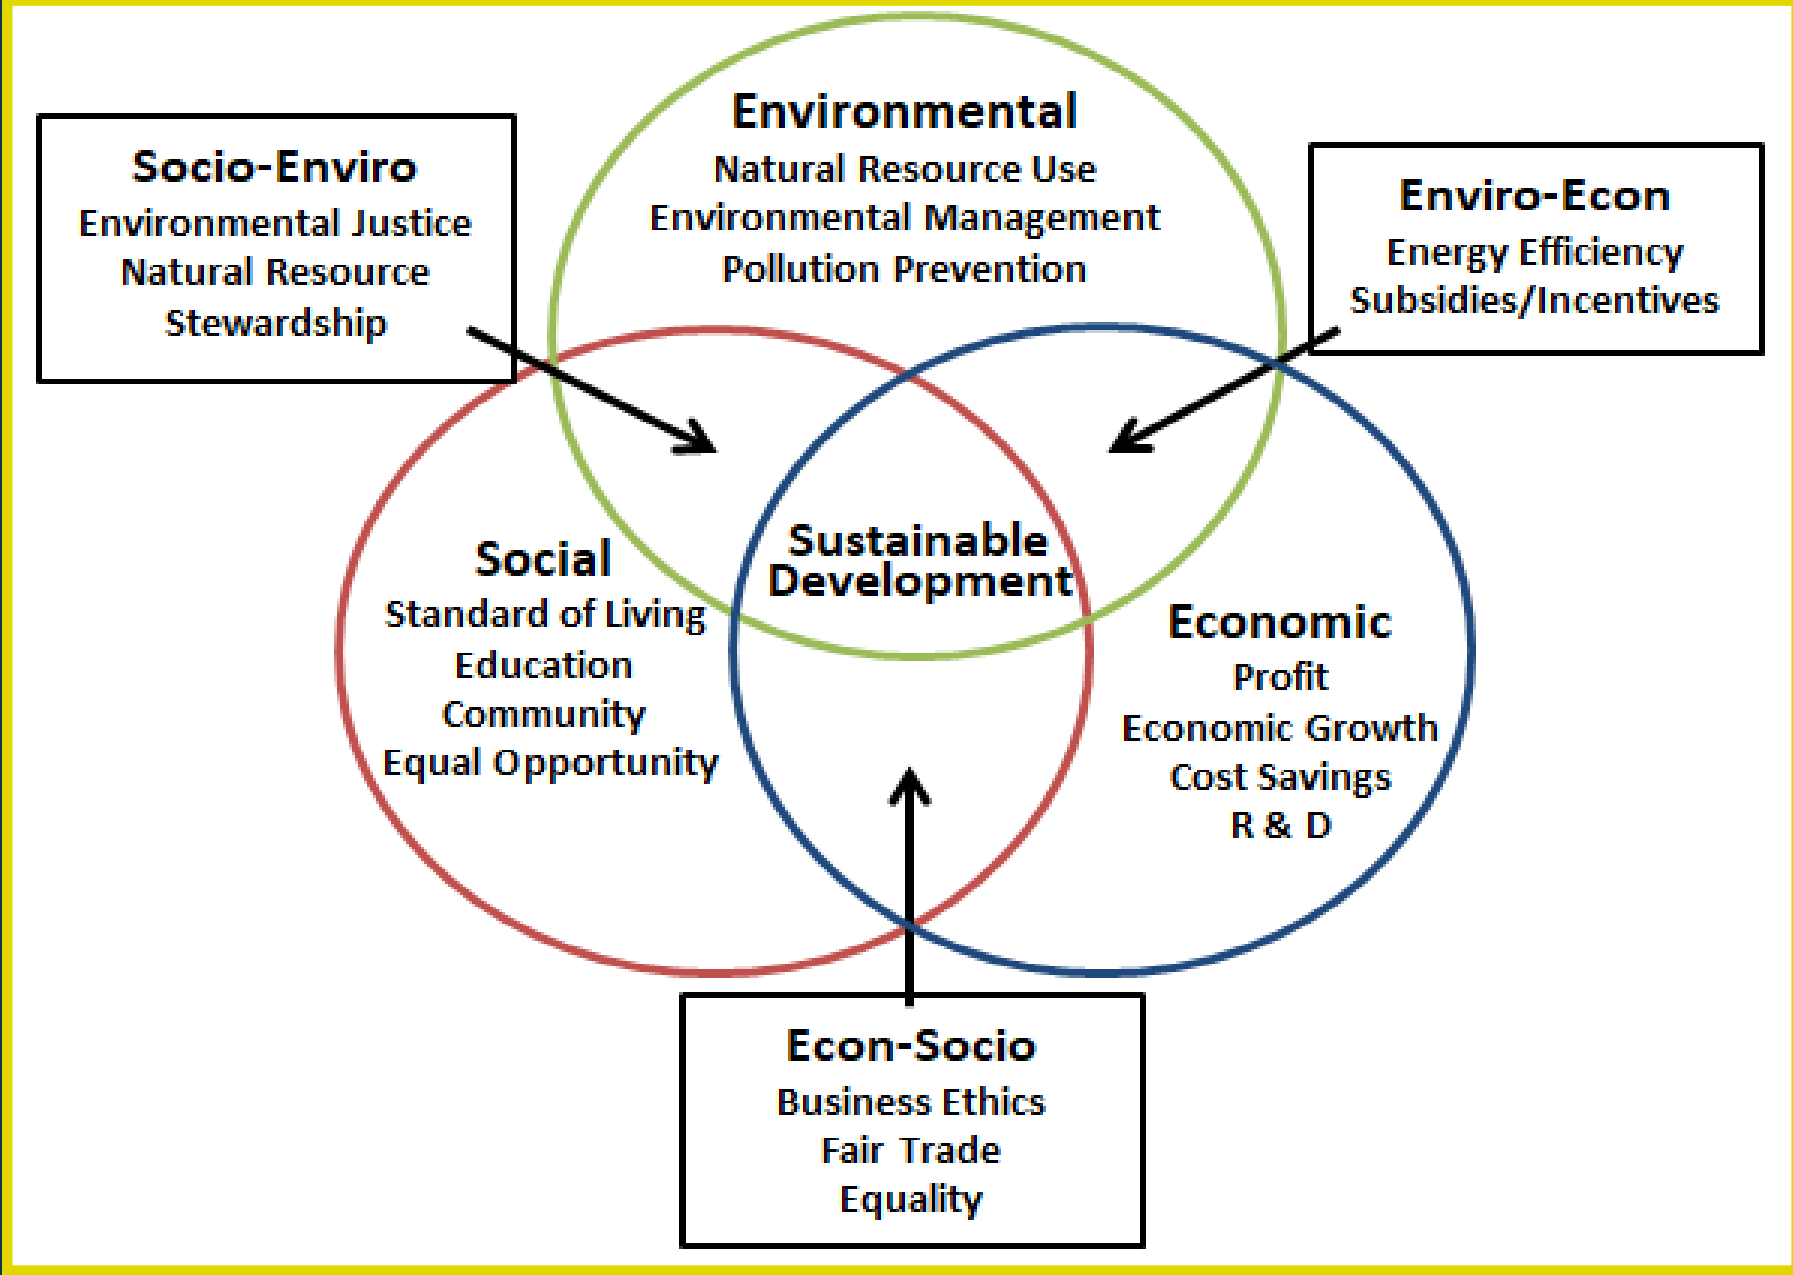 Environmental
Natural Resource Use
Environmental Management
Pollution Prevention
Socio-Enviro
Environmental Justice
Natural Resource
Stewardship
Enviro-Econ
Energy Efficiency
Subsidies/Incentives
Sustainable
Development
Social
Standard of Living
Education
Community
Equal Opportunity
Economic
Profit
Economic Growth
Cost Savings
R & D
Econ-Socio
Business Ethics
Fair Trade
Equality